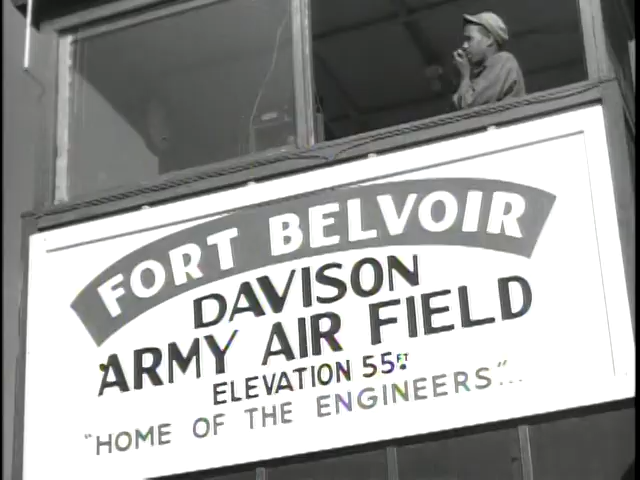 FORT BELVOIR
DAVISON
ARMY AIR FIELD
ELEVATION 55FT
"HOME OF THE ENGINEERS"...